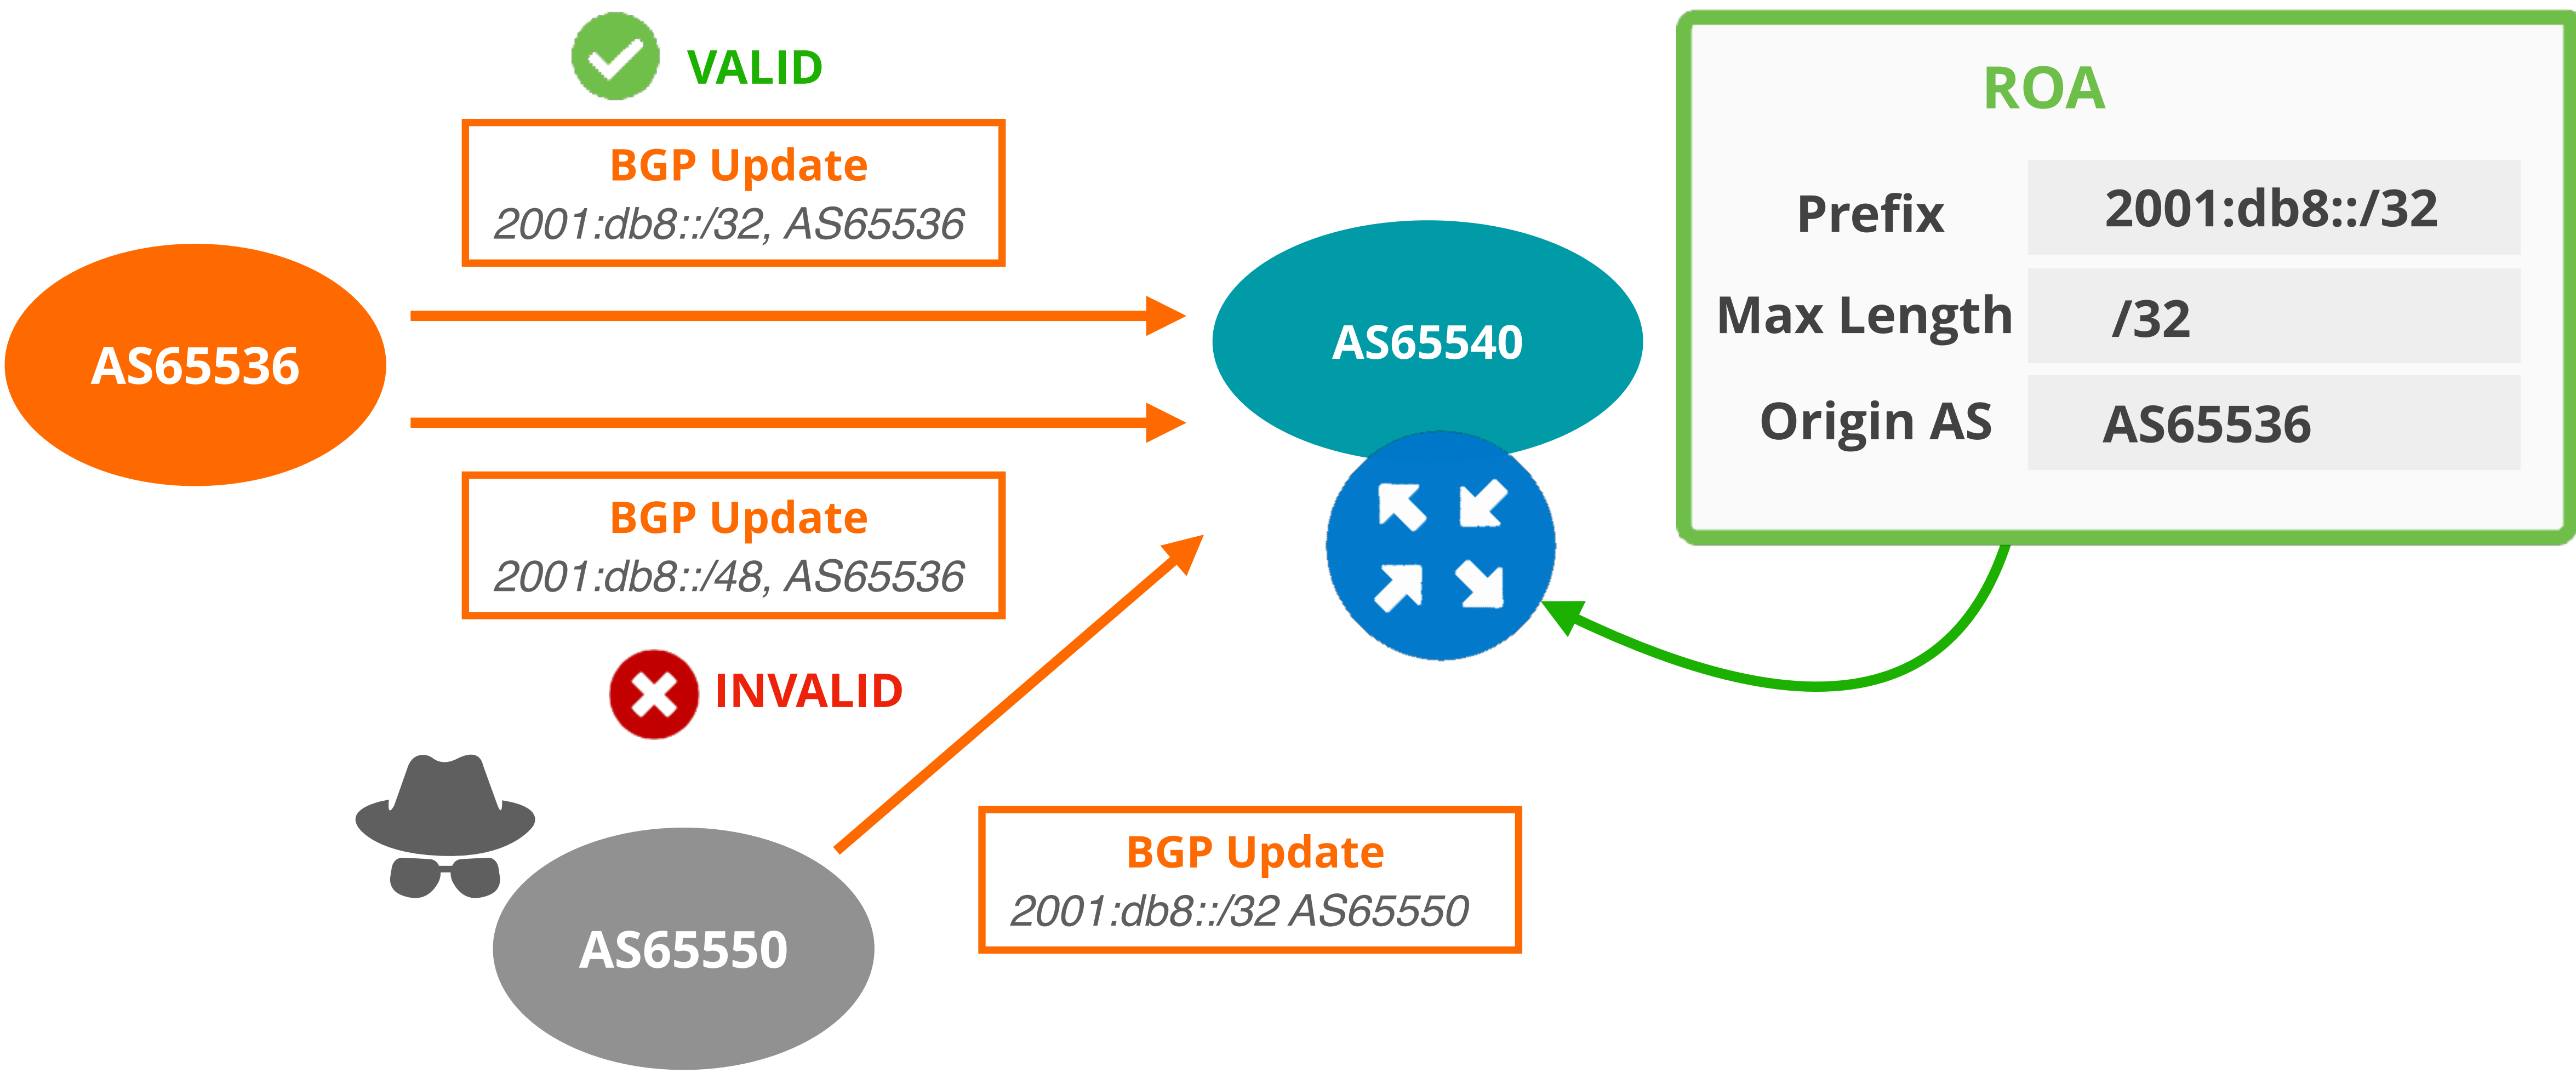 VALID
BGP Update
2001:db8::/32, AS65536
AS65536
BGP Update
2001:db8::/48, AS65536
INVALID
AS65550
BGP Update
2001:db8::/32 AS65550
AS65540
ROA
Prefix 2001:db8::/32
Max Length /32
Origin AS AS65536